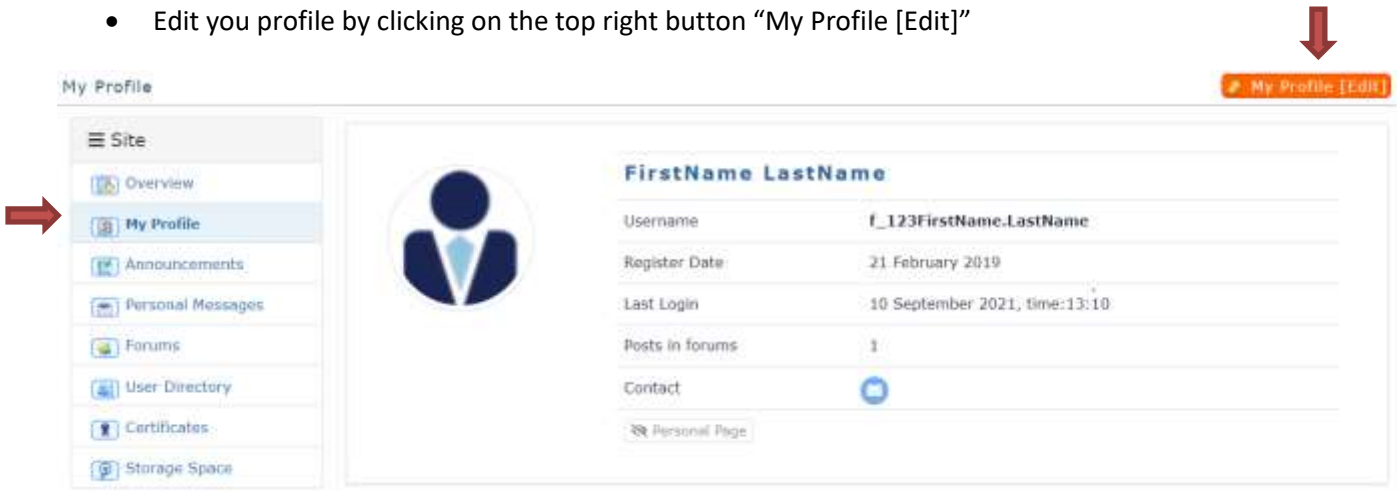 • Edit you profile by clicking on the top right button “My Profile [Edit]”
My Profile
My Profile [Edit]
☰ Site
Overview
My Profile
Announcements
Personal Messages
Forums
User Directory
Certificates
Storage Space
FirstName LastName
Username f_123FirstName.LastName
Register Date 21 February 2019
Last Login 10 September 2021, time:13:10
Posts in forums 1
Contact
Personal Page